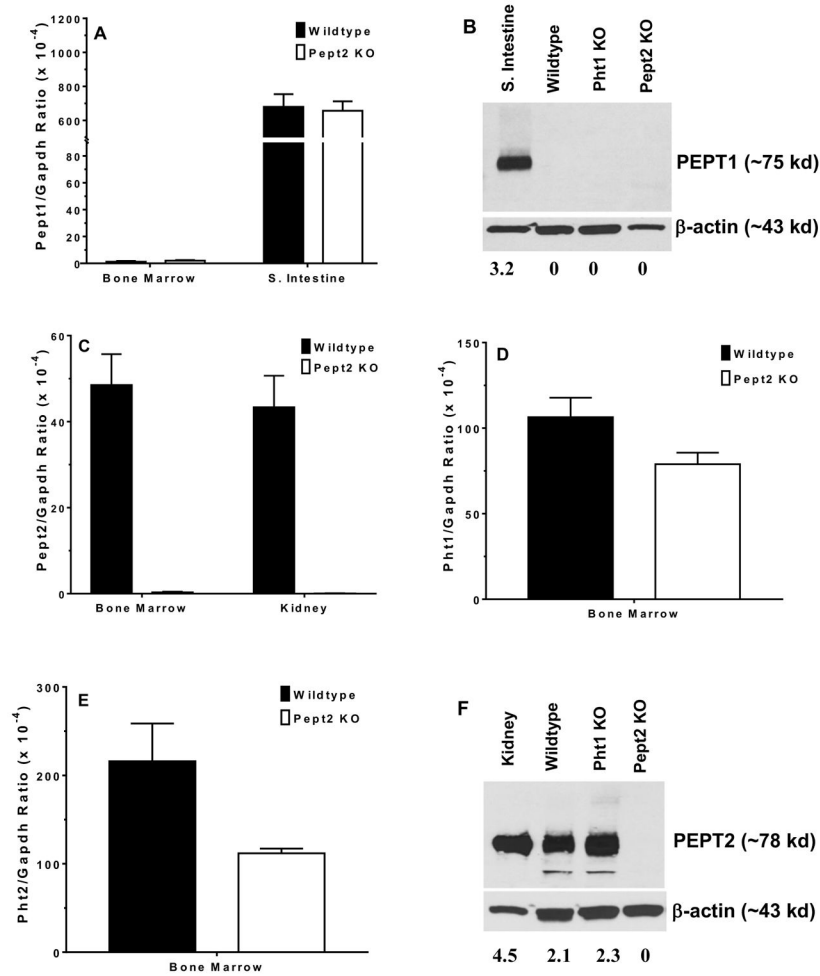 A
Wildtype
Pept2 KO
Pept1/Gapdh Ratio (x 10-4)
1200
1000
800
600
80
60
40
20
0
Bone Marrow
S. Intestine
B
S. Intestine
Wildtype
Pht1 KO
Pept2 KO
PEPT1 (~75 kd)
β-actin (~43 kd)
3.2 0 0 0
C
Wildtype
Pept2 KO
Pept2/Gapdh Ratio (x 10-4)
60
40
20
0
Bone Marrow
Kidney
D
Wildtype
Pept2 KO
Pht1/Gapdh Ratio (x 10-4)
150
100
50
0
Bone Marrow
E
Wildtype
Pept2 KO
Pht2/Gapdh Ratio (x 10-4)
300
200
100
0
Bone Marrow
F
Kidney
Wildtype
Pht1 KO
Pept2 KO
PEPT2 (~78 kd)
β-actin (~43 kd)
4.5 2.1 2.3 0